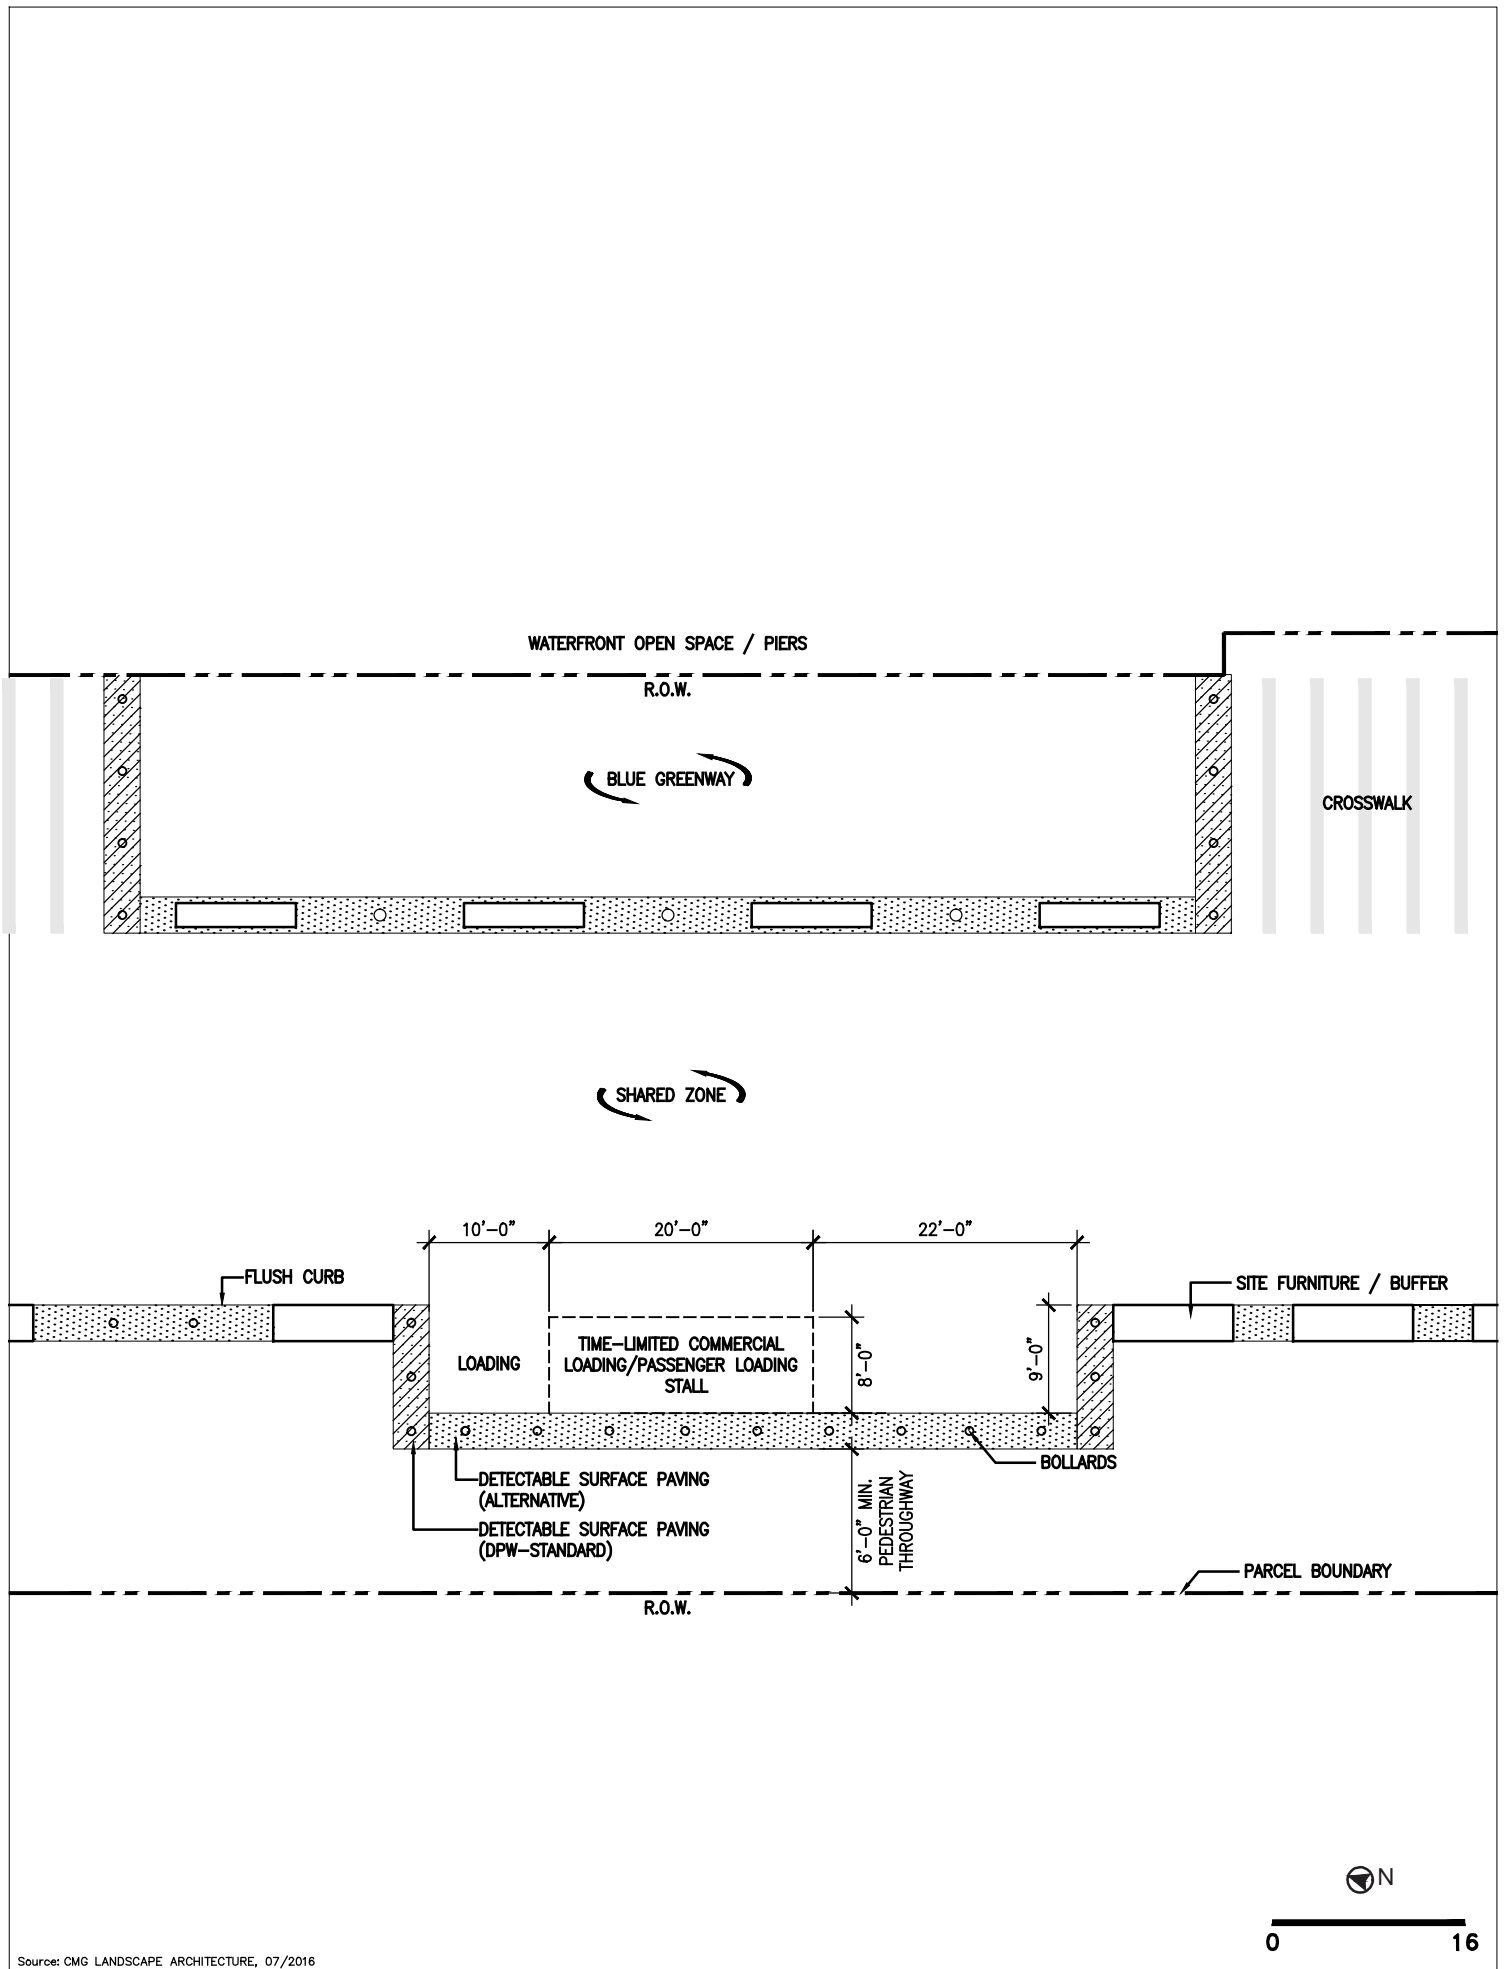 WATERFRONT OPEN SPACE / PIERS
R.O.W.
BLUE GREENWAY
CROSSWALK
SHARED ZONE
10'-0"
20'-0"
22'-0"
FLUSH CURB
SITE FURNITURE / BUFFER
LOADING
TIME-LIMITED COMMERCIAL
LOADING/PASSENGER LOADING
STALL
8'-0"
9'-0"
BOLLARDS
DETECTABLE SURFACE PAVING
(ALTERNATIVE)
DETECTABLE SURFACE PAVING
(DPW-STANDARD)
6'-0" MIN.
PEDESTRIAN
THROUGHWAY
PARCEL BOUNDARY
R.O.W.
N
0 16
Source: CMG LANDSCAPE ARCHITECTURE, 07/2016